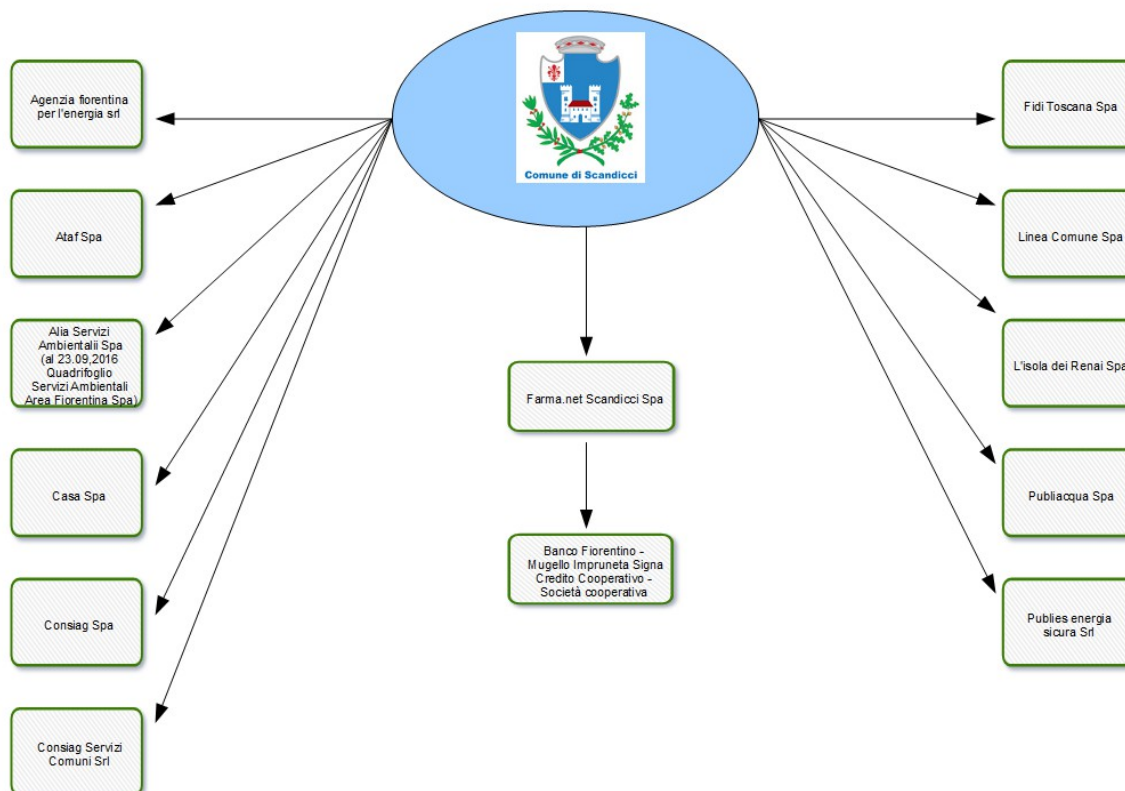 Comune di Scandicci
Agenzia fiorentina
per l'energia srl
Ataf Spa
Alia Servizi
Ambientalii Spa
(al 23.09,2016
Quadrifoglio
Servizi Ambientali
Area Fiorentina Spa)
Casa Spa
Consiag Spa
Consiag Servizi
Comuni Srl
Farma.net Scandicci Spa
Banco Fiorentino -
Mugello Impruneta Signa
Credito Cooperativo -
Società cooperativa
Fidi Toscana Spa
Linea Comune Spa
L'isola dei Renai Spa
Publiacqua Spa
Publies energia
sicura Srl